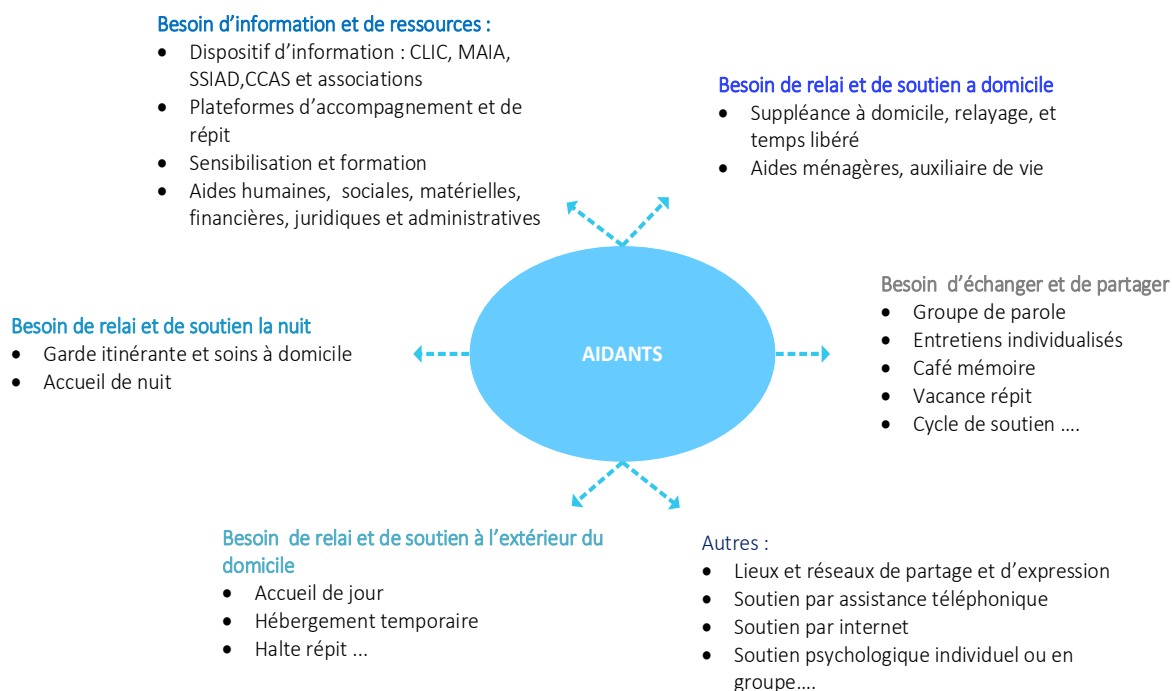 Besoin d’information et de ressources :
• Dispositif d’information : CLIC, MAIA,
SSIAD,CCAS et associations
• Plateformes d’accompagnement et de
répit
• Sensibilisation et formation
• Aides humaines, sociales, matérielles,
financières, juridiques et administratives
Besoin de relai et de soutien a domicile
• Suppléance à domicile, relayage, et
temps libéré
• Aides ménagères, auxiliaire de vie
Besoin de relai et de soutien la nuit
• Garde itinérante et soins à domicile
• Accueil de nuit
AIDANTS
Besoin d’échanger et de partager
• Groupe de parole
• Entretiens individualisés
• Café mémoire
• Vacance répit
• Cycle de soutien ....
Besoin de relai et de soutien à l’extérieur du
domicile
• Accueil de jour
• Hébergement temporaire
• Halte répit ...
Autres :
• Lieux et réseaux de partage et d’expression
• Soutien par assistance téléphonique
• Soutien par internet
• Soutien psychologique individuel ou en
groupe....